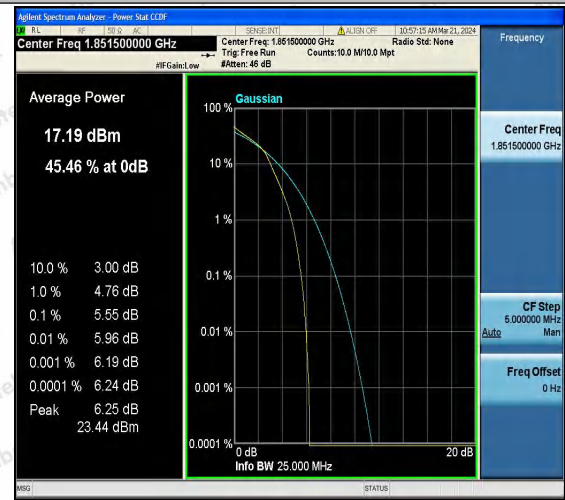 Agilent Spectrum Analyzer - Power Stat CCDF
LXI RL RF 50 Ω AC SENSE:INT ALIGN OFF 10:57:15 AM Mar 21, 2024
Center Freq 1.851500000 GHz
Center Freq: 1.851500000 GHz Radio Std: None
Trig: Free Run Counts:10.0 M/10.0 Mpt
#IFGain:Low #Atten: 46 dB
Frequency
Average Power
17.19 dBm
45.46 % at 0dB
10.0 % 3.00 dB
1.0 % 4.76 dB
0.1 % 5.55 dB
0.01 % 5.96 dB
0.001 % 6.19 dB
0.0001 % 6.24 dB
Peak 6.25 dB
23.44 dBm
Gaussian
100 %
10 %
1 %
0.1 %
0.01 %
0.001 %
0.0001 %
0 dB 20 dB
Info BW 25.000 MHz
Center Freq
1.851500000 GHz
CF Step
5.000000 MHz
Auto Man
Freq Offset
0 Hz
MSG STATUS